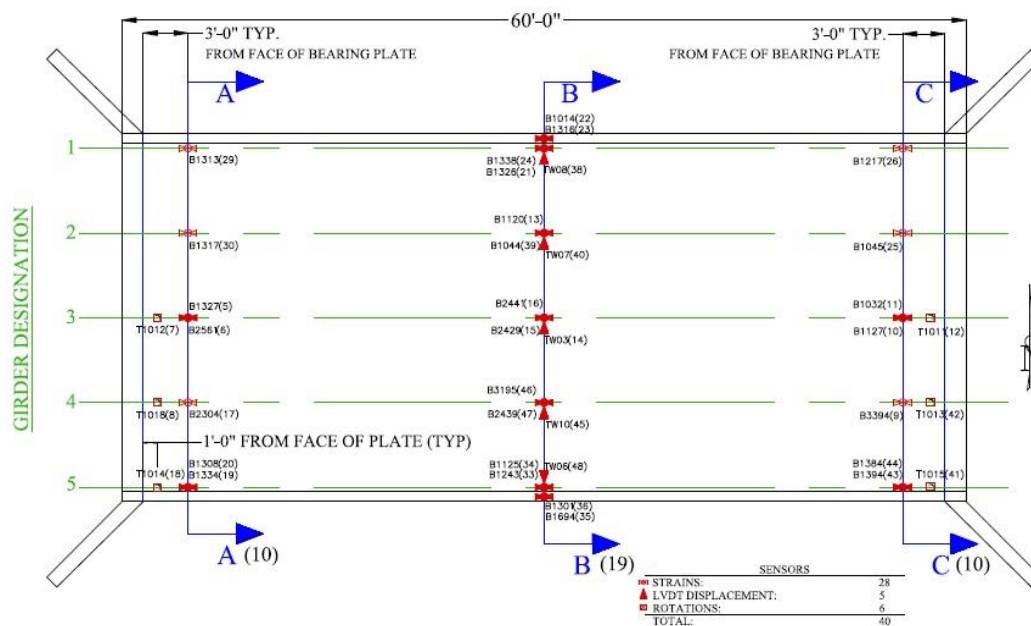 60'-0"
3'-0" TYP.
FROM FACE OF BEARING PLATE
3'-0" TYP.
FROM FACE OF BEARING PLATE
A
B
C
B1014(22)
B1316(23)
1
B1313(29)
B1338(24)
B1326(21)
TW08(38)
B1217(26)
2
B1120(13)
B1317(30)
B1044(39)
TW07(40)
B1045(25)
GIRDER DESIGNATION
B1327(5)
B2441(16)
B1032(11)
3
T1012(7)
B2561(6)
B2429(15)
TW03(14)
B1127(10)
T1011(12)
B3195(46)
4
T1018(8)
B2304(17)
B2439(47)
TW10(45)
B3394(9)
T1013(42)
1'-0" FROM FACE OF PLATE (TYP)
T1014(18)
B1308(20)
B1334(19)
B1125(34)
B1243(33)
TW06(48)
B1384(44)
B1394(43)
T1015(41)
5
B1301(36)
B1694(35)
A (10)
B (19)
C (10)
SENSORS
STRAINS: 28
LVDT DISPLACEMENT: 5
ROTATIONS: 6
TOTAL: 40